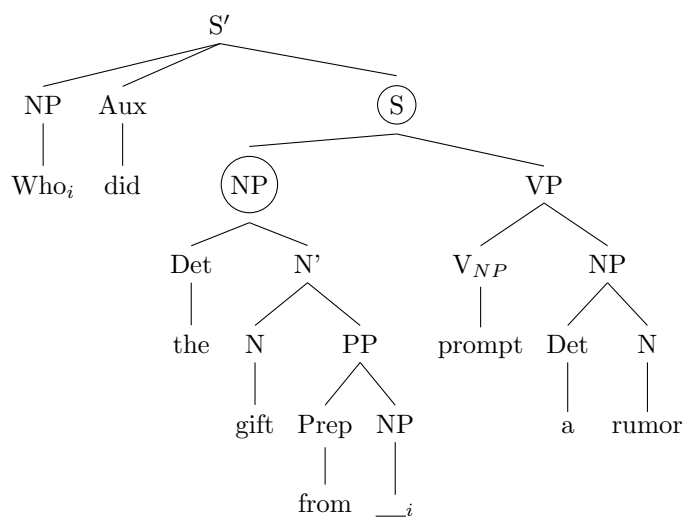 S′
NP Aux S
Who_i did NP VP
Det N' V_NP NP
the N PP prompt Det N
gift Prep NP a rumor
from __i